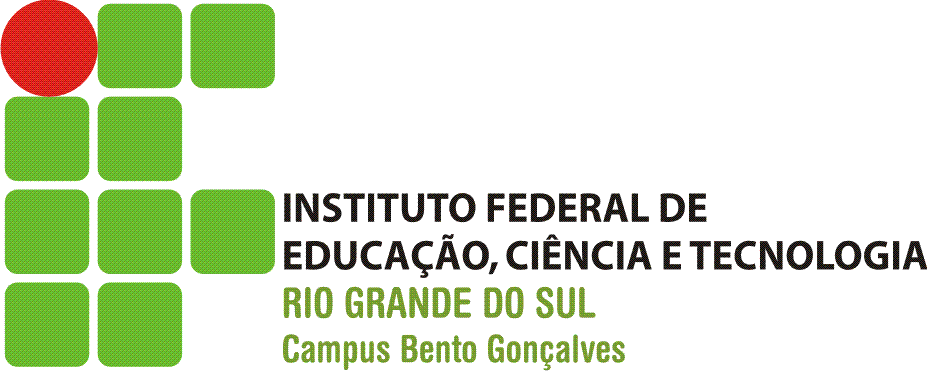 INSTITUTO FEDERAL DE
EDUCAÇÃO, CIÊNCIA E TECNOLOGIA
RIO GRANDE DO SUL
Campus Bento Gonçalves